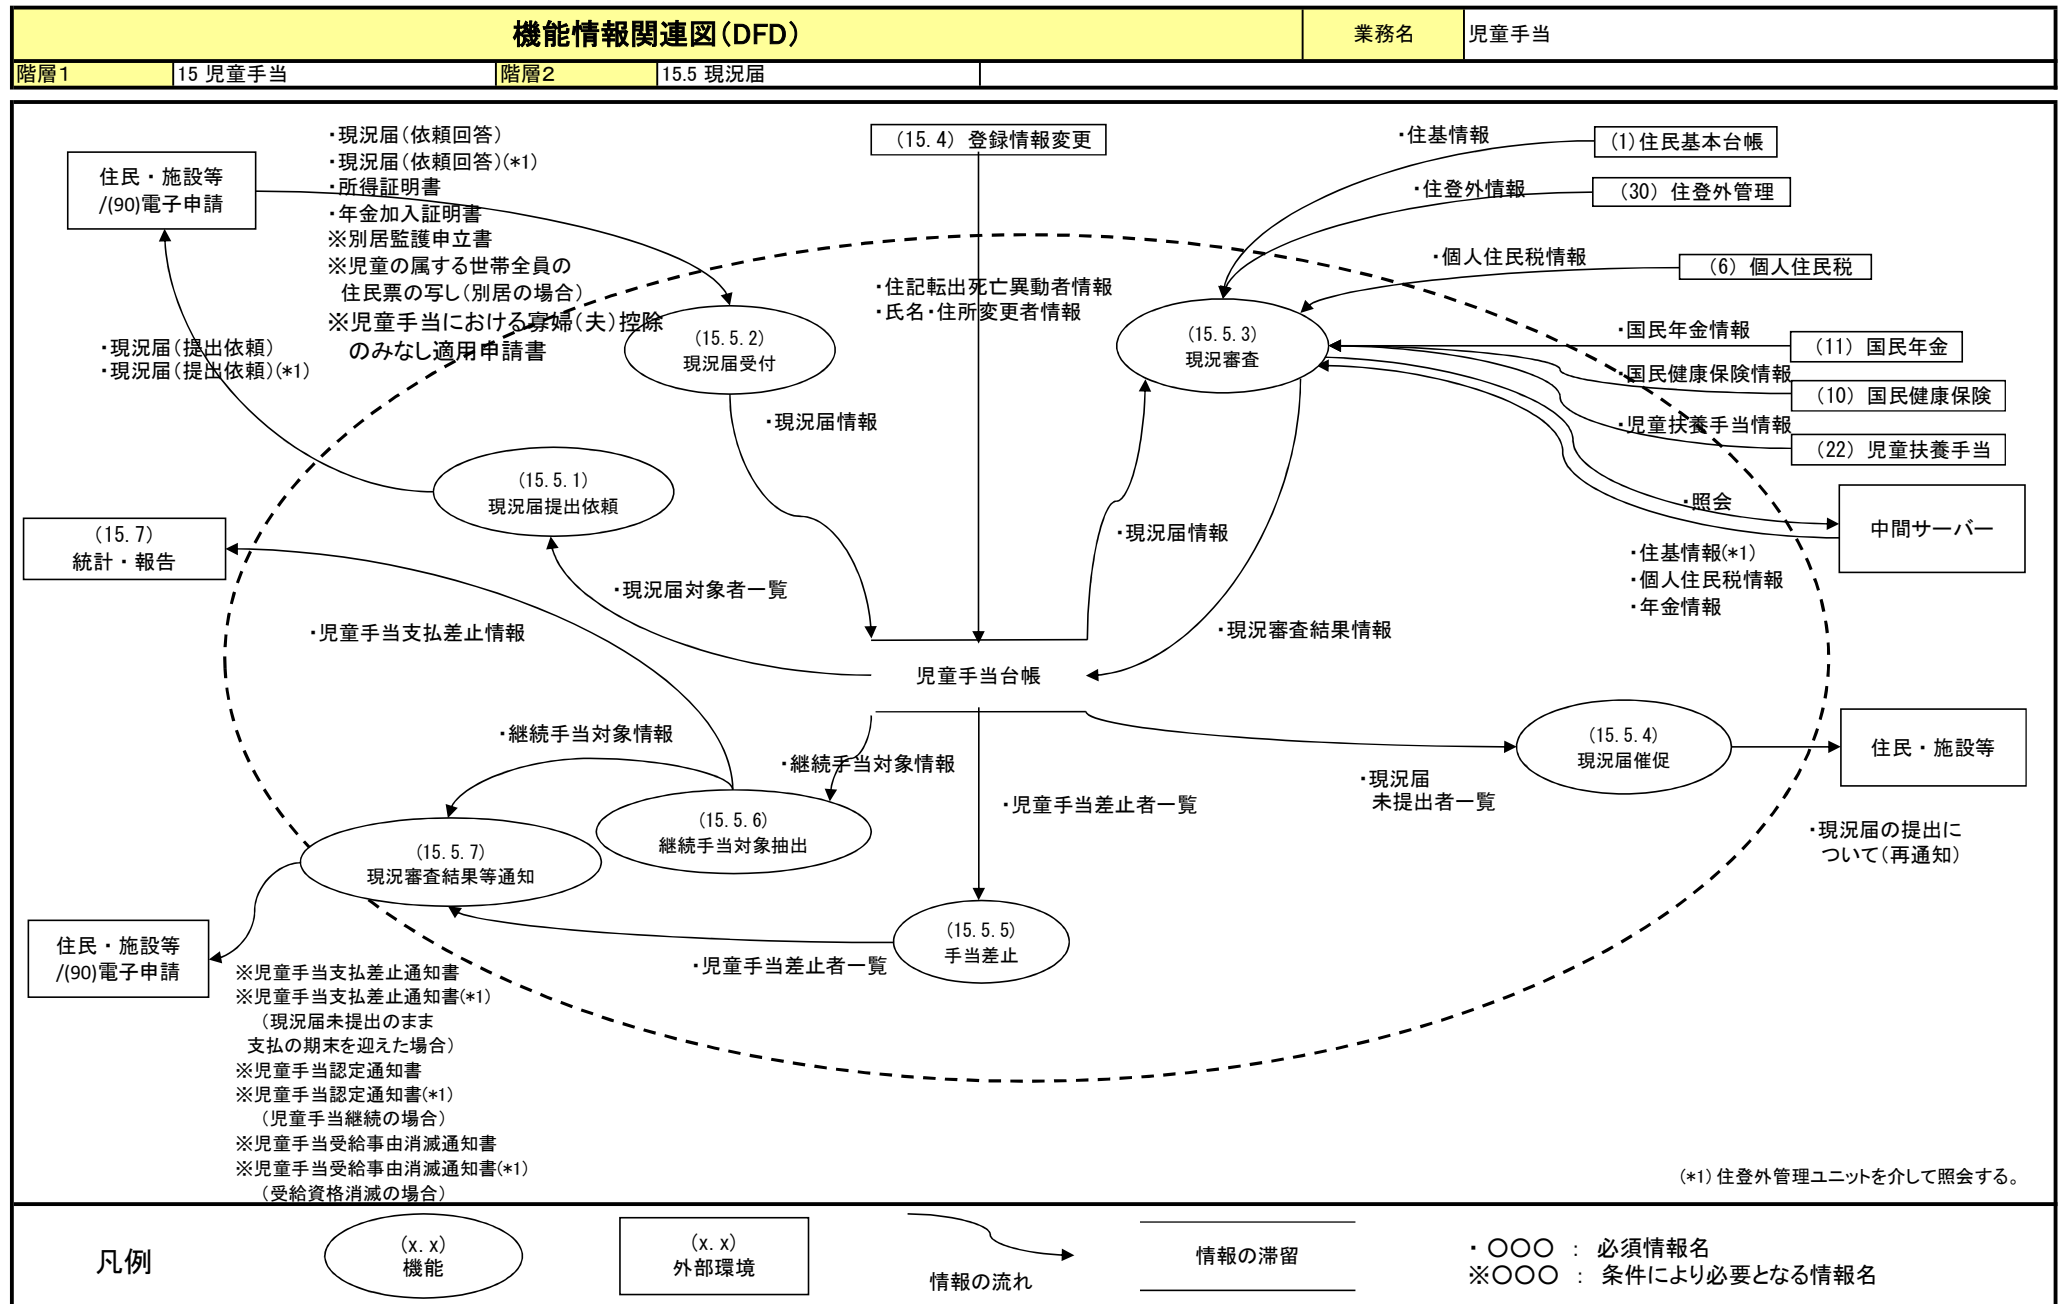 機能情報関連図(DFD)
業務名
児童手当
階層1
15 児童手当
階層2
15.5 現況届
・現況届(依頼回答)
・現況届(依頼回答)(*1)
・所得証明書
・年金加入証明書
※別居監護申立書
※児童の属する世帯全員の
住民票の写し(別居の場合)
※児童手当における寡婦(夫)控除
のみなし適用申請書
住民・施設等
/(90)電子申請
(15.4) 登録情報変更
・住基情報
(1)住民基本台帳
・住登外情報
(30) 住登外管理
・個人住民税情報
(6) 個人住民税
・住記転出死亡異動者情報
・氏名・住所変更者情報
(15.5.2)
現況届受付
(15.5.3)
現況審査
・国民年金情報
(11) 国民年金
・国民健康保険情報
(10) 国民健康保険
・児童扶養手当情報
(22) 児童扶養手当
・現況届(提出依頼)
・現況届(提出依頼)(*1)
・現況届情報
(15.5.1)
現況届提出依頼
・照会
中間サーバー
(15.7)
統計・報告
・現況届情報
・住基情報(*1)
・個人住民税情報
・年金情報
・現況届対象者一覧
・児童手当支払差止情報
・現況審査結果情報
児童手当台帳
・継続手当対象情報
・継続手当対象情報
(15.5.4)
現況届催促
住民・施設等
・現況届
未提出者一覧
・児童手当差止者一覧
(15.5.6)
継続手当対象抽出
・現況届の提出に
ついて(再通知)
(15.5.7)
現況審査結果等通知
(15.5.5)
手当差止
・児童手当差止者一覧
住民・施設等
/(90)電子申請
※児童手当支払差止通知書
※児童手当支払差止通知書(*1)
(現況届未提出のまま
支払の期末を迎えた場合)
※児童手当認定通知書
※児童手当認定通知書(*1)
(児童手当継続の場合)
※児童手当受給事由消滅通知書
※児童手当受給事由消滅通知書(*1)
(受給資格消滅の場合)
(*1) 住登外管理ユニットを介して照会する。
凡例
(x.x)
機能
(x.x)
外部環境
情報の流れ
情報の滞留
・ 〇〇〇 : 必須情報名
※〇〇〇 : 条件により必要となる情報名